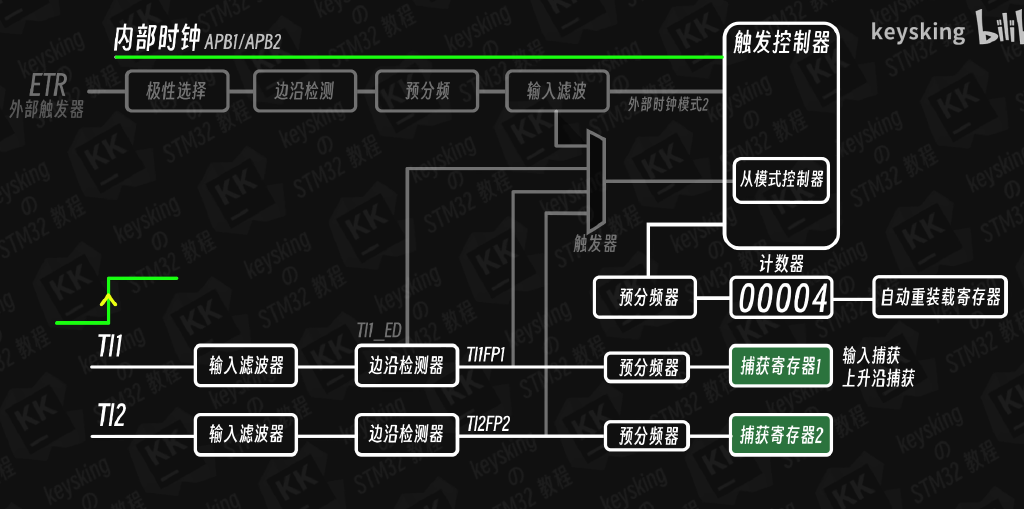 keysking bilibili
内部时钟 APB1/APB2
触发控制器
ETR
外部触发器
极性选择
边沿检测
预分频
输入滤波
外部时钟模式2
从模式控制器
触发器
计数器
预分频器
00004
自动重装载寄存器
TI1_ED
TI1
输入滤波器
边沿检测器
TI1FP1
预分频器
捕获寄存器1
输入捕获
上升沿捕获
TI2
输入滤波器
边沿检测器
TI2FP2
预分频器
捕获寄存器2